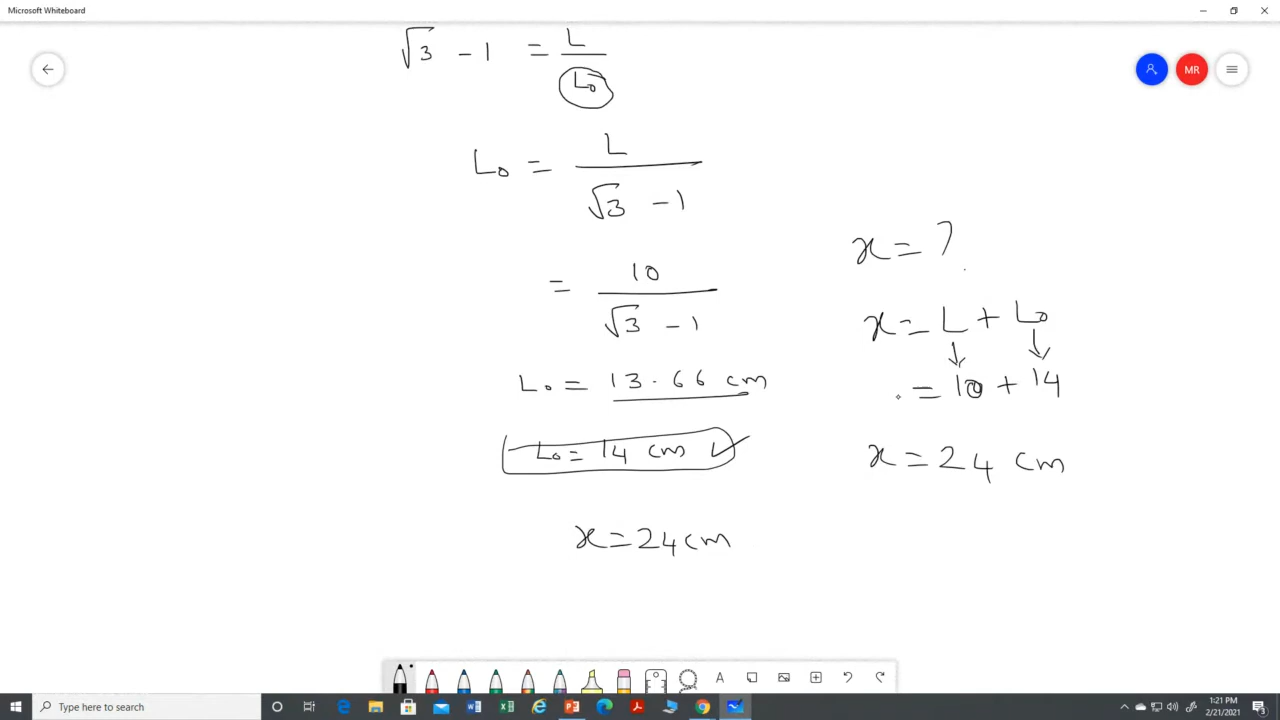 Microsoft Whiteboard
√3 - 1 = L / L₀
MR
L₀ = L / (√3 - 1)
= 10 / (√3 - 1)
L₀ = 13.66 cm
L₀ = 14 cm ✓
x = 24 cm
x = ?
x = L + L₀
= 10 + 14
x = 24 cm
A
Type here to search
1:21 PM
2/21/2021